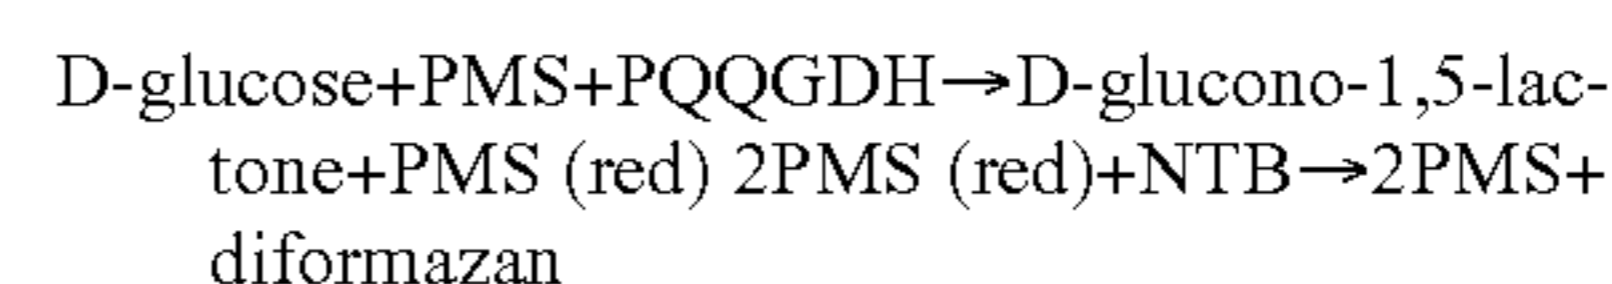 D-glucose+PMS+PQQGDH→D-glucono-1,5-lac-
tone+PMS (red) 2PMS (red)+NTB→2PMS+
diformazan